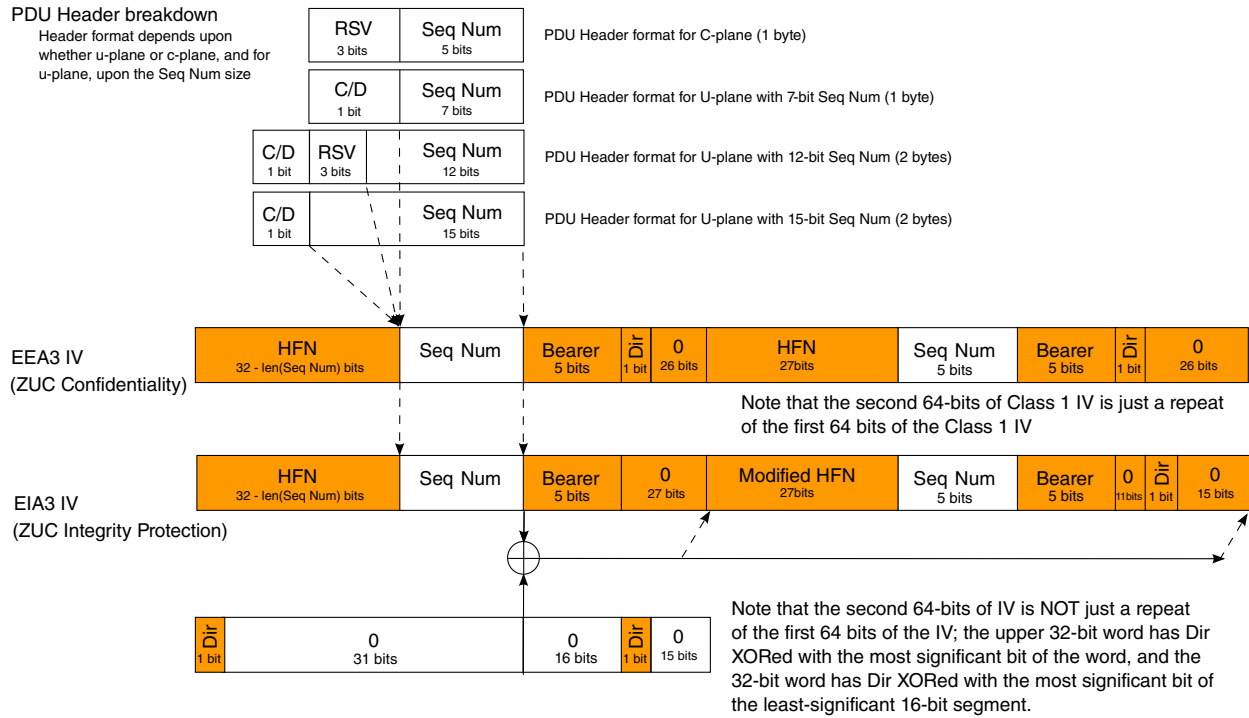 PDU Header breakdown
Header format depends upon
whether u-plane or c-plane, and for
u-plane, upon the Seq Num size
RSV
3 bits
Seq Num
5 bits
PDU Header format for C-plane (1 byte)
C/D
1 bit
Seq Num
7 bits
PDU Header format for U-plane with 7-bit Seq Num (1 byte)
C/D
1 bit
RSV
3 bits
Seq Num
12 bits
PDU Header format for U-plane with 12-bit Seq Num (2 bytes)
C/D
1 bit
Seq Num
15 bits
PDU Header format for U-plane with 15-bit Seq Num (2 bytes)
EEA3 IV
(ZUC Confidentiality)
HFN
32 - len(Seq Num) bits
Seq Num
Bearer
5 bits
Dir
1 bit
0
26 bits
HFN
27bits
Seq Num
5 bits
Bearer
5 bits
Dir
1 bit
0
26 bits
Note that the second 64-bits of Class 1 IV is just a repeat
of the first 64 bits of the Class 1 IV
EIA3 IV
(ZUC Integrity Protection)
HFN
32 - len(Seq Num) bits
Seq Num
Bearer
5 bits
0
27 bits
Modified HFN
27bits
Seq Num
5 bits
Bearer
5 bits
0
11bits
Dir
1 bit
0
15 bits
Dir
1 bit
0
31 bits
0
16 bits
Dir
1 bit
0
15 bits
Note that the second 64-bits of IV is NOT just a repeat
of the first 64 bits of the IV; the upper 32-bit word has Dir
XORed with the most significant bit of the word, and the
32-bit word has Dir XORed with the most significant bit of
the least-significant 16-bit segment.